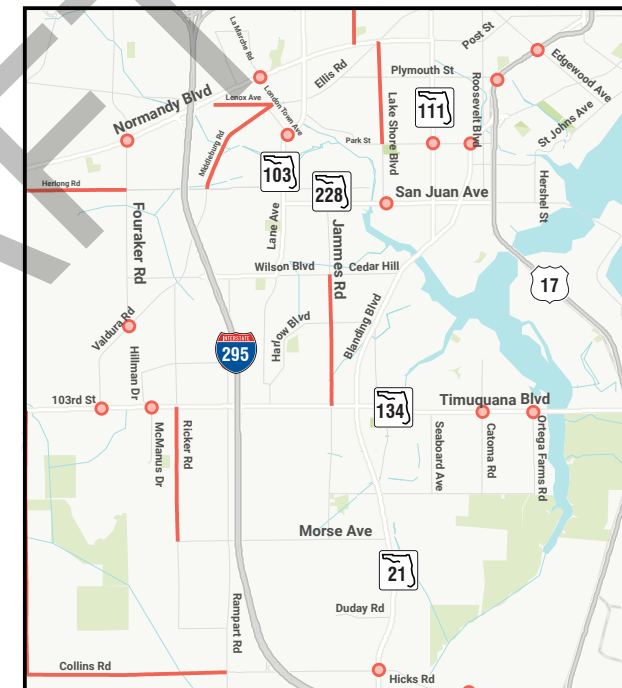 La Marche Rd
Post St
Edgewood Ave
Ellis Rd
Plymouth St
Roosevelt Blvd
Lenox Ave
London Town Ave
Normandy Blvd
Lake Shore Blvd
111
St Johns Ave
Middleburg Rd
Park St
103
228
San Juan Ave
Herlong Rd
Hershel St
Fouraker Rd
Lane Ave
Jammes Rd
Wilson Blvd
Cedar Hill
17
Valdura Rd
Harlow Blvd
Blanding Blvd
INTERSTATE
295
Hillman Dr
103rd St
134
Timuquana Blvd
McManus Dr
Ricker Rd
Seaboard Ave
Catoma Rd
Ortega Farms Rd
Morse Ave
21
Rampart Rd
Duday Rd
Collins Rd
Hicks Rd